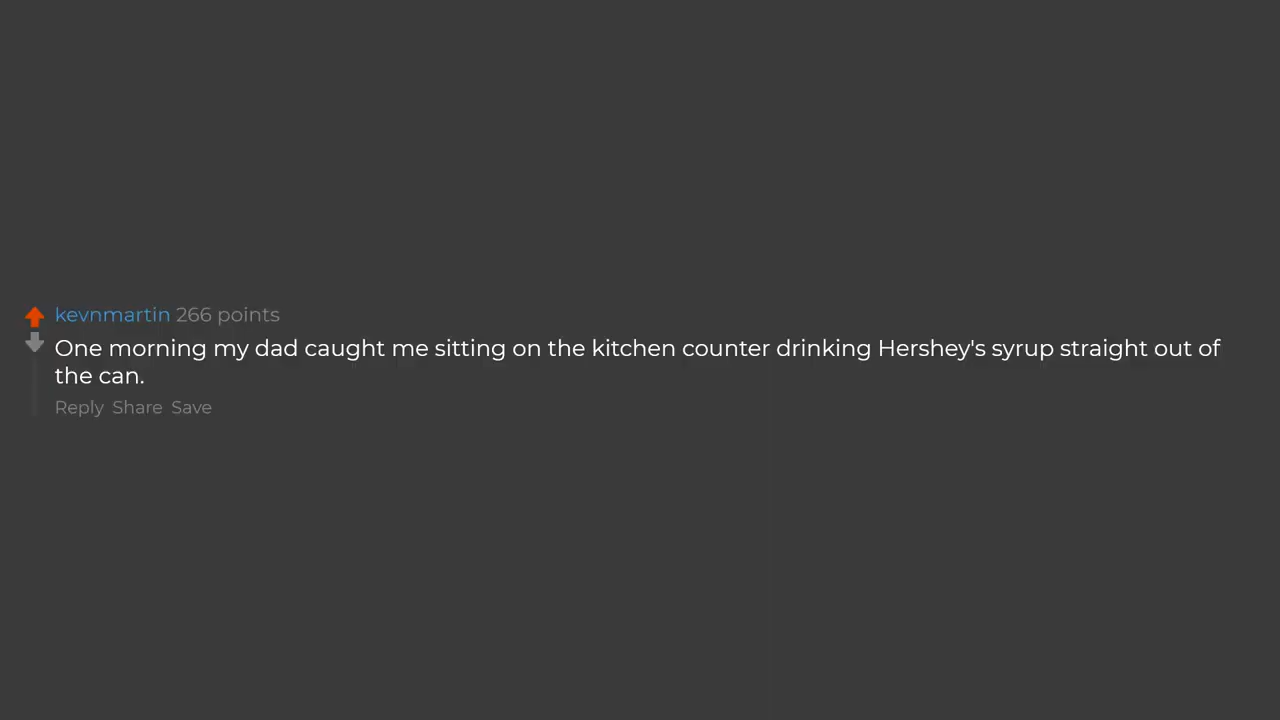 kevnmartin 266 points
One morning my dad caught me sitting on the kitchen counter drinking Hershey's syrup straight out of
the can.
Reply Share Save